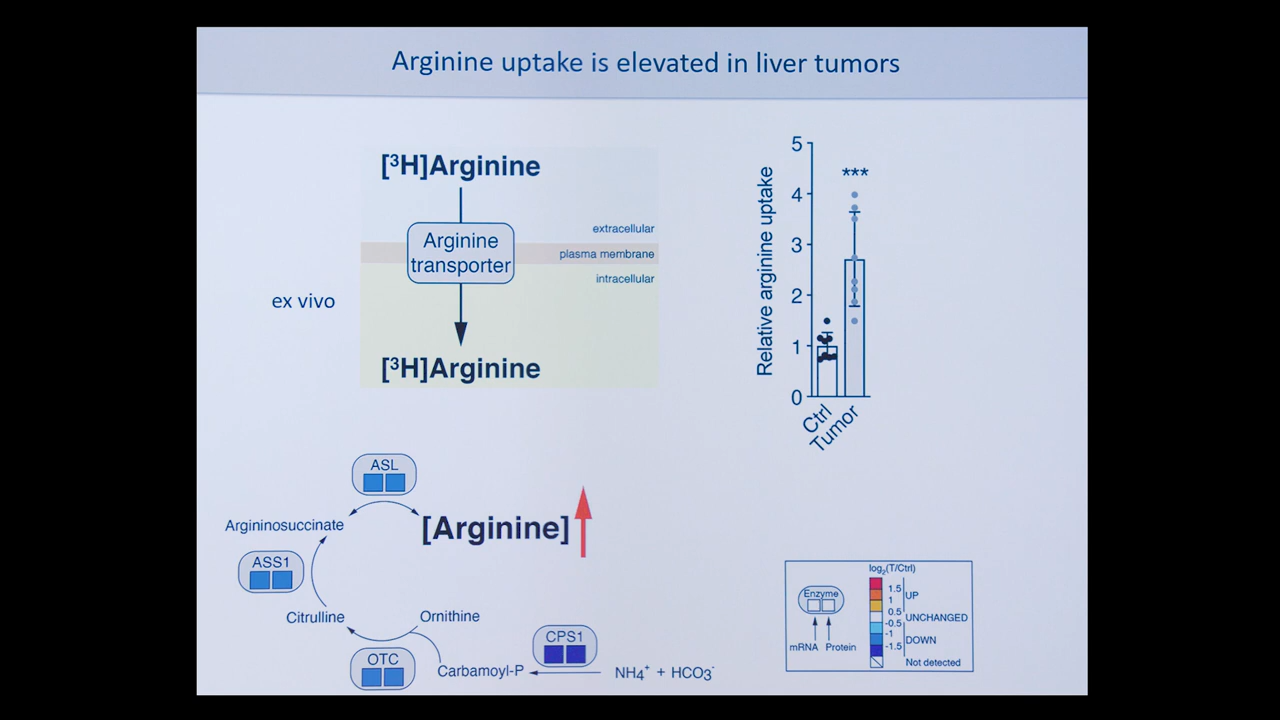 Arginine uptake is elevated in liver tumors
[³H]Arginine
Arginine
transporter
extracellular
plasma membrane
intracellular
ex vivo
[³H]Arginine
Relative arginine uptake
5
4
3
2
1
0
***
Ctrl
Tumor
ASL
Argininosuccinate
[Arginine]
ASS1
Citrulline
Ornithine
OTC
Carbamoyl-P
CPS1
NH4⁺ + HCO3⁻
log₂(T/Ctrl)
Enzyme
mRNA Protein
1.5
1
0.5
-0.5
-1
-1.5
UP
UNCHANGED
DOWN
Not detected